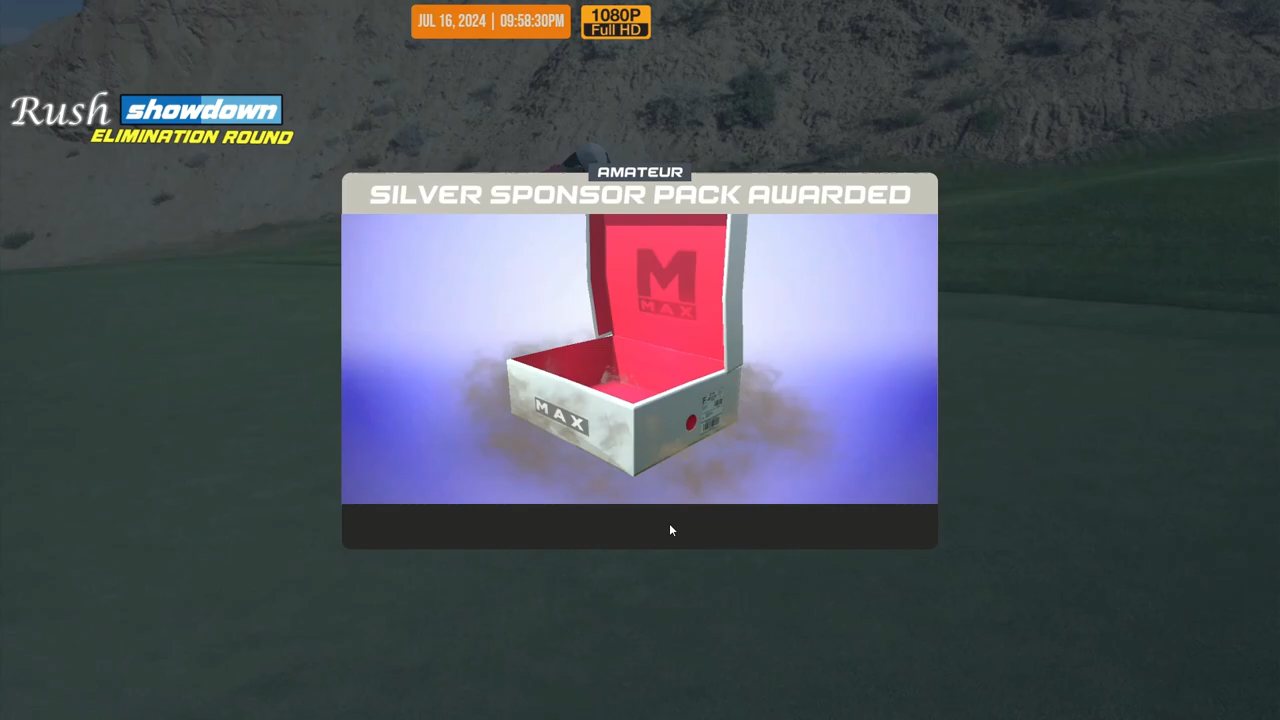 JUL 16, 2024 | 09:58:30PM
1080P
Full HD
Rush showdown
ELIMINATION ROUND
AMATEUR
SILVER SPONSOR PACK AWARDED
M
MAX
MAX